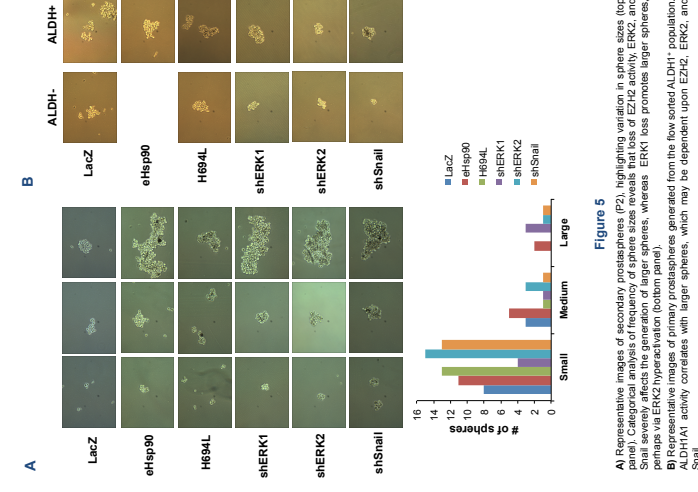 A
LacZ
eHsp90
H694L
shERK1
shERK2
shSnail
B
ALDH-
ALDH+
LacZ
eHsp90
H694L
shERK1
shERK2
shSnail
# of spheres
16
14
12
10
8
6
4
2
0
Small
Medium
Large
LacZ
eHsp90
H694L
shERK1
shERK2
shSnail
Figure 5
A) Representative images of secondary prostaspheres (P2), highlighting variation in sphere sizes (top
panel). Categorical analysis of frequency of sphere sizes reveals that loss of EZH2 activity, ERK2, and
Snail severely affects the generation of larger spheres, whereas ERK1 loss promotes larger spheres,
perhaps via ERK2 hyperactivation (bottom panel).
B) Representative images of primary prostaspheres generated from the flow sorted ALDH1⁺ population.
ALDH1A1 activity correlates with larger spheres, which may be dependent upon EZH2, ERK2, and
Snail